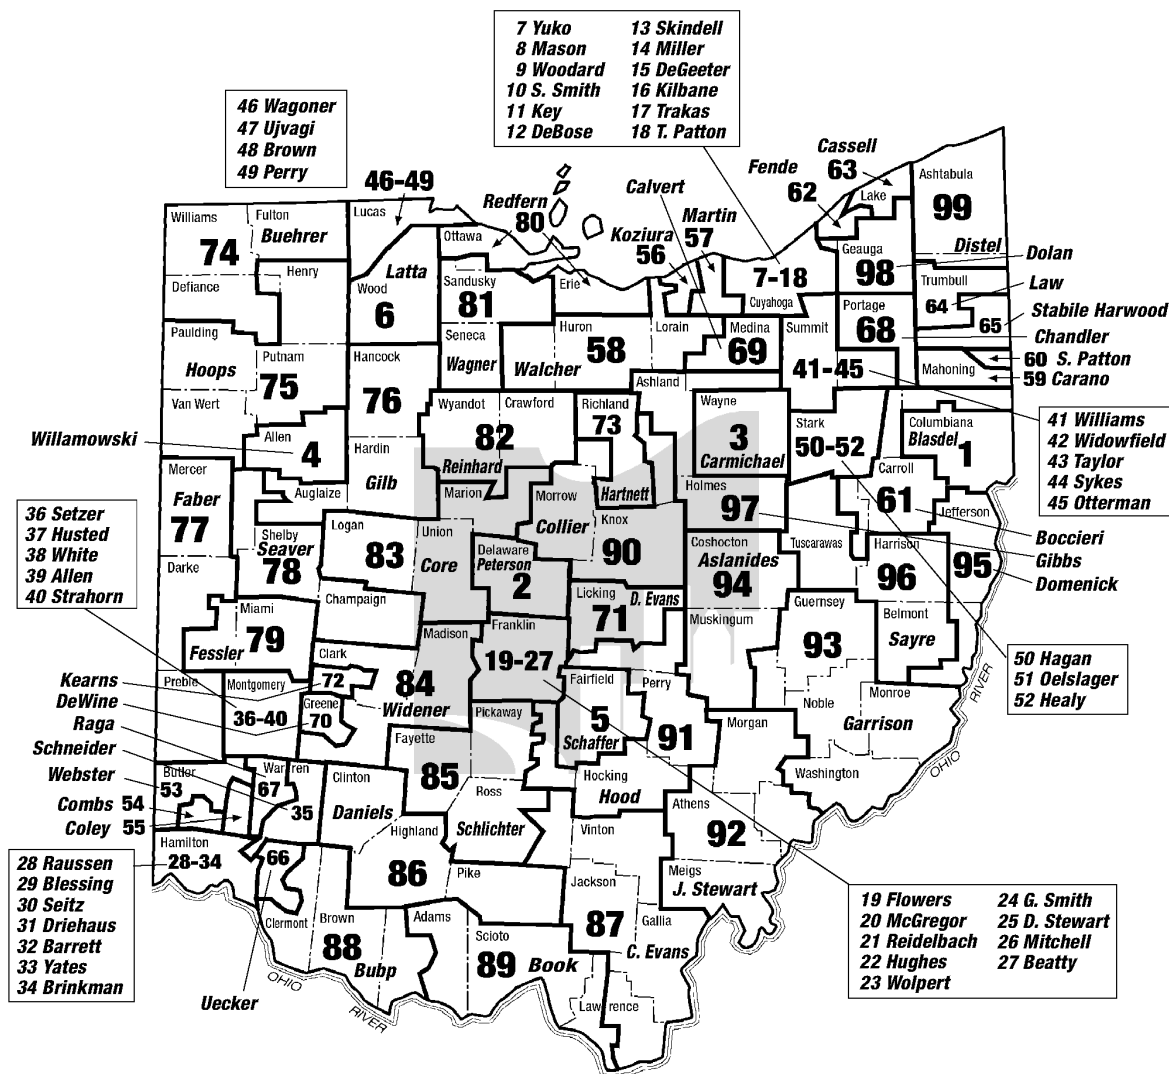 7 Yuko
8 Mason
9 Woodard
10 S. Smith
11 Key
12 DeBose
13 Skindell
14 Miller
15 DeGeeter
16 Kilbane
17 Trakas
18 T. Patton
46 Wagoner
47 Ujvagi
48 Brown
49 Perry
46-49
Redfern
80
Calvert
Koziura
56
Martin
57
Fende
62
Cassell
63
Lake
Ashtabula
99
Distel
Williams
74
Fulton
Buehrer
Lucas
Ottawa
Geauga
98
Dolan
Henry
Latta
Wood
6
Sandusky
81
Erie
7-18
Cuyahoga
Trumbull
64
Law
65
Stabile Harwood
Defiance
Paulding
Hoops
Putnam
75
Hancock
76
Seneca
Wagner
Huron
58
Walcher
Lorain
Medina
69
Summit
41-45
Portage
68
Chandler
60 S. Patton
Mahoning
59 Carano
Van Wert
Willamowski
Allen
4
Hardin
Gilb
Wyandot
Crawford
82
Reinhard
Richland
73
Hartnett
Ashland
Wayne
3
Carmichael
Stark
50-52
Columbiana
Blasdel
1
41 Williams
42 Widowfield
43 Taylor
44 Sykes
45 Otterman
Mercer
Faber
77
Auglaize
Marion
Morrow
Collier
Knox
90
Holmes
97
Carroll
61
Jefferson
Boccieri
Gibbs
Domenick
36 Setzer
37 Husted
38 White
39 Allen
40 Strahorn
Darke
Shelby
Seaver
78
Logan
83
Union
Core
Delaware
Peterson
2
Coshocton
Aslanides
94
Tuscarawas
Harrison
96
95
Champaign
Miami
79
Fessler
Licking
71
D. Evans
Muskingum
Guernsey
93
Belmont
Sayre
Clark
Madison
84
Widener
Franklin
19-27
Fairfield
5
Schaffer
Perry
91
Noble
Monroe
Garrison
50 Hagan
51 Oelslager
52 Healy
OHIO
RIVER
Preble
Kearns
DeWine
Raga
Schneider
Webster
Combs 54
Coley 55
Montgomery
36-40
72
Greene
70
Pickaway
Morgan
Washington
Fayette
85
Butler
53
Warren
67
35
Clinton
Daniels
Highland
86
Ross
Schlichter
Hocking
Hood
Athens
92
Hamilton
28-34
28 Raussen
29 Blessing
30 Seitz
31 Driehaus
32 Barrett
33 Yates
34 Brinkman
66
Clermont
Uecker
Brown
88
Bubp
Adams
Pike
Scioto
89
Book
Vinton
Jackson
87
Gallia
C. Evans
Meigs
J. Stewart
Lawrence
OHIO
RIVER
19 Flowers
20 McGregor
21 Reidelbach
22 Hughes
23 Wolpert
24 G. Smith
25 D. Stewart
26 Mitchell
27 Beatty